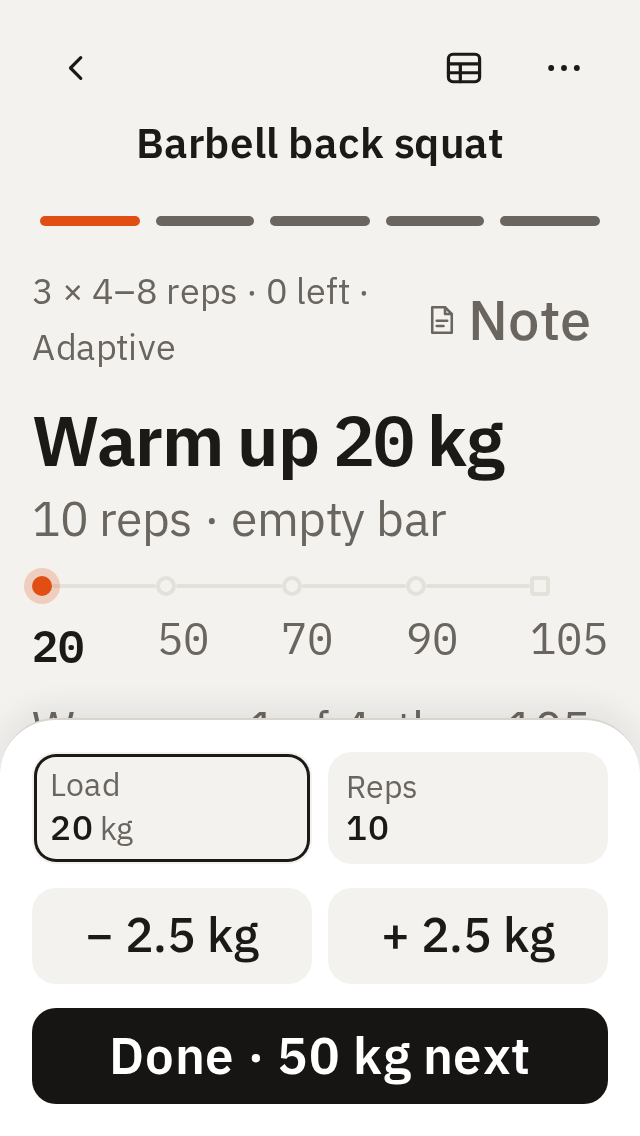 Barbell back squat
3 × 4–8 reps · 0 left ·
Adaptive
Note
Warm up 20 kg
10 reps · empty bar
20 50 70 90 105
Load
20 kg
Reps
10
– 2.5 kg
+ 2.5 kg
Done · 50 kg next